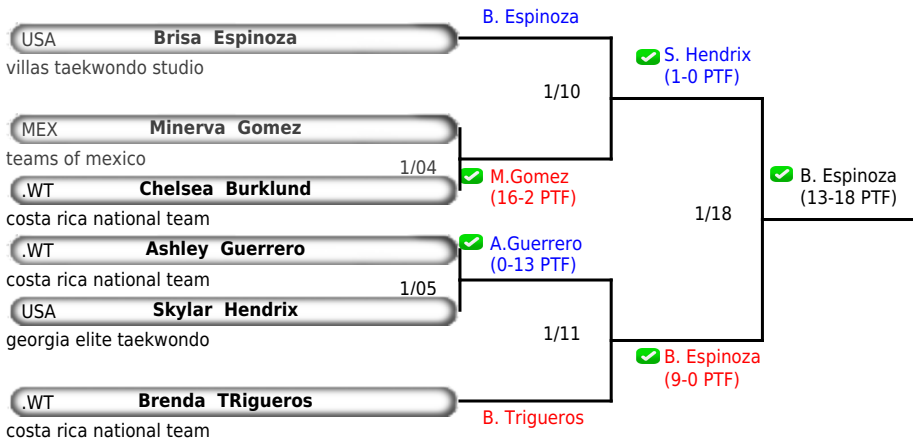 B. Espinoza
USA Brisa Espinoza
villas taekwondo studio
S. Hendrix
(1-0 PTF)
1/10
MEX Minerva Gomez
teams of mexico
1/04
M.Gomez
(16-2 PTF)
.WT Chelsea Burklund
costa rica national team
B. Espinoza
(13-18 PTF)
1/18
.WT Ashley Guerrero
costa rica national team
A.Guerrero
(0-13 PTF)
1/05
USA Skylar Hendrix
georgia elite taekwondo
1/11
B. Espinoza
(9-0 PTF)
.WT Brenda TRigueros
costa rica national team
B. Trigueros